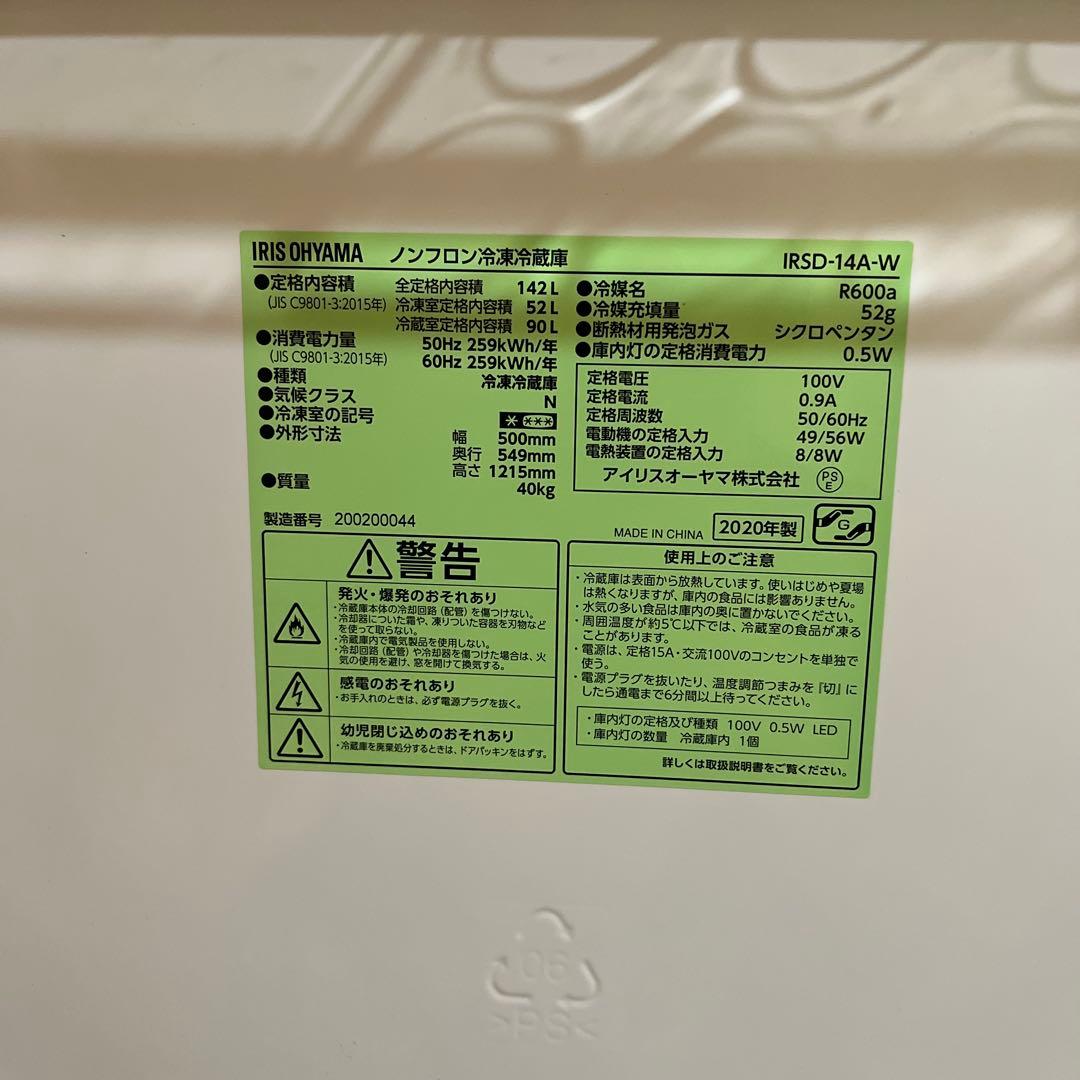 IRIS OHYAMA ノンフロン冷凍冷蔵庫 IRSD-14A-W
●定格内容積 全定格内容積 142L
(JIS C9801-3:2015年) 冷凍室定格内容積 52L
冷蔵室定格内容積 90L
●消費電力量 50Hz 259kWh/年
(JIS C9801-3:2015年) 60Hz 259kWh/年
●種類 冷凍冷蔵庫
●気候クラス N
●冷凍室の記号
●外形寸法 幅 500mm
奥行 549mm
高さ 1215mm
●質量 40kg
製造番号 200200044
●冷媒名 R600a
●冷媒充填量 52g
●断熱材用発泡ガス シクロペンタン
●庫内灯の定格消費電力 0.5W
定格電圧 100V
定格電流 0.9A
定格周波数 50/60Hz
電動機の定格入力 49/56W
電熱装置の定格入力 8/8W
アイリスオーヤマ株式会社 PS E
MADE IN CHINA 2020年製 G
警告
発火・爆発のおそれあり
・冷蔵庫本体の冷却回路(配管)を傷つけない。
・冷却器についた霜や、凍りついた容器を刃物など
を使って取らない。
・冷蔵庫内で電気製品を使用しない。
・冷却回路(配管)や冷却器を傷つけた場合は、火
気の使用を避け、窓を開けて換気する。
感電のおそれあり
・お手入れのときは、必ず電源プラグを抜く。
幼児閉じ込めのおそれあり
・冷蔵庫を廃棄処分するときは、ドアパッキンをはずす。
使用上のご注意
・冷蔵庫は表面から放熱しています。使いはじめや夏場
は熱くなりますが、庫内の食品には影響ありません。
・水気の多い食品は庫内の奥に置かないでください。
・周囲温度が約5℃以下では、冷蔵室の食品が凍る
ことがあります。
・電源は、定格15A・交流100Vのコンセントを単独で
使う。
・電源プラグを抜いたり、温度調節つまみを『切』に
したら通電まで6分間以上待ってください。
・庫内灯の定格及び種類 100V 0.5W LED
・庫内灯の数量 冷蔵庫内 1個
詳しくは取扱説明書をご覧ください。
06
>PS<